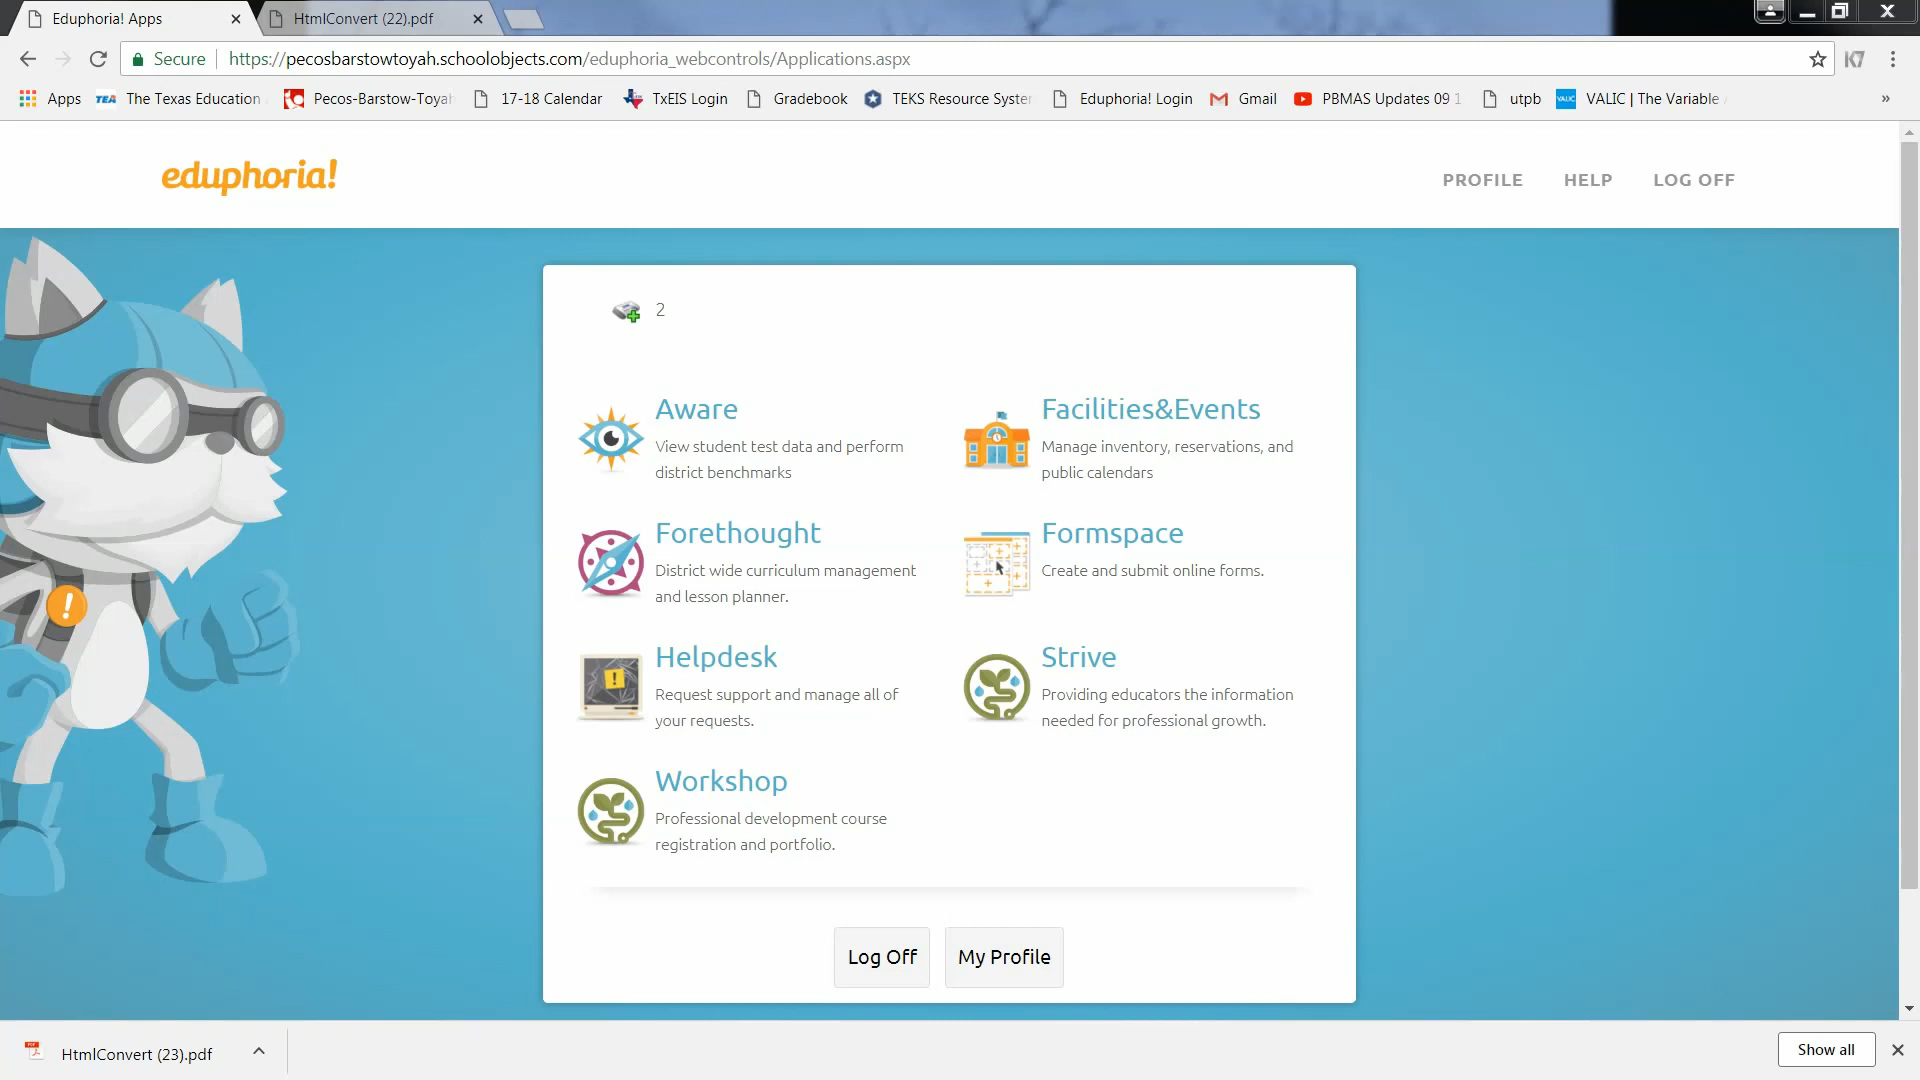 Eduphoria! Apps
HtmlConvert (22).pdf
Secure
https://pecosbarstowtoyah.schoolobjects.com/eduphoria_webcontrols/Applications.aspx
Apps
TEA
The Texas Education
Pecos-Barstow-Toyah
17-18 Calendar
TxEIS Login
Gradebook
TEKS Resource Syster
Eduphoria! Login
Gmail
PBMAS Updates 09 1
utpb
VALIC
VALIC | The Variable
»
eduphoria!
PROFILE
HELP
LOG OFF
2
Aware
View student test data and perform
district benchmarks
Facilities&Events
Manage inventory, reservations, and
public calendars
Forethought
District wide curriculum management
and lesson planner.
Formspace
Create and submit online forms.
Helpdesk
Request support and manage all of
your requests.
Strive
Providing educators the information
needed for professional growth.
Workshop
Professional development course
registration and portfolio.
Log Off
My Profile
HtmlConvert (23).pdf
Show all